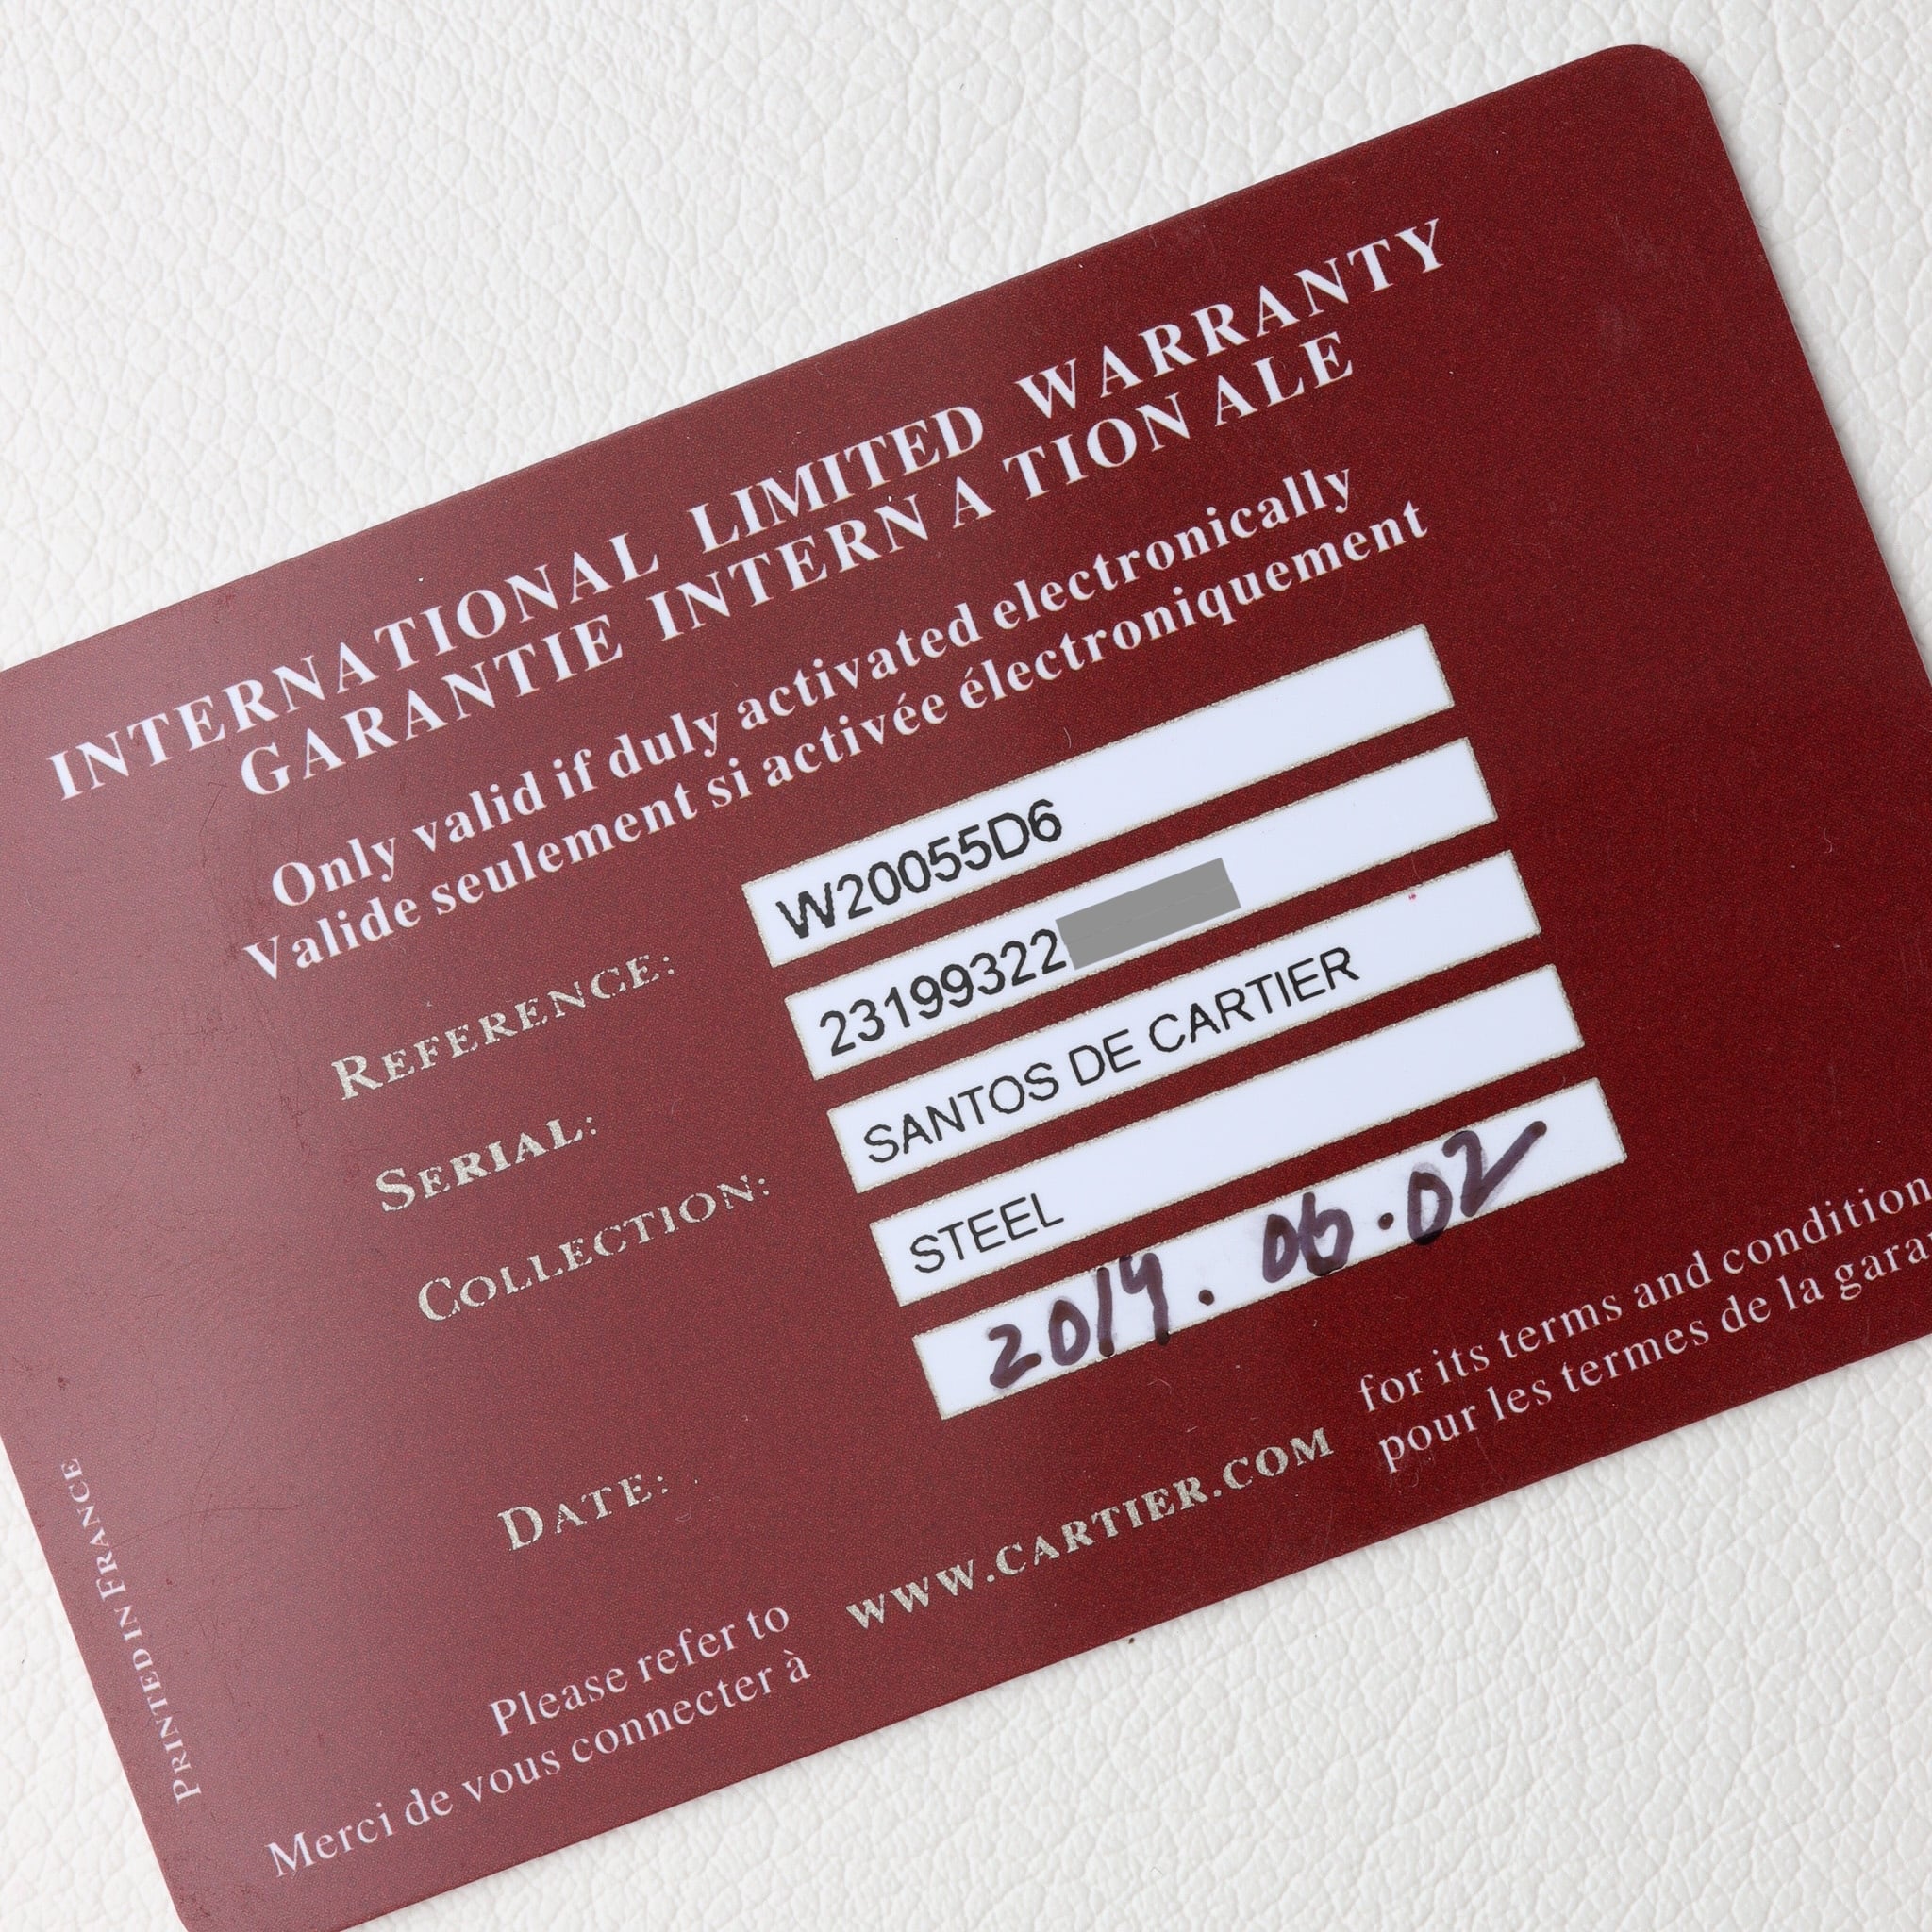 INTERNATIONAL LIMITED WARRANTY
GARANTIE INTERN A TION ALE
Only valid if duly activated electronically
Valide seulement si activée électroniquement
REFERENCE: W20055D6
SERIAL: 23199322
COLLECTION: SANTOS DE CARTIER
STEEL
DATE: 2014. 06.02
Please refer to WWW.CARTIER.COM for its terms and condition
Merci de vous connecter à pour les termes de la garan
PRINTED IN FRANCE